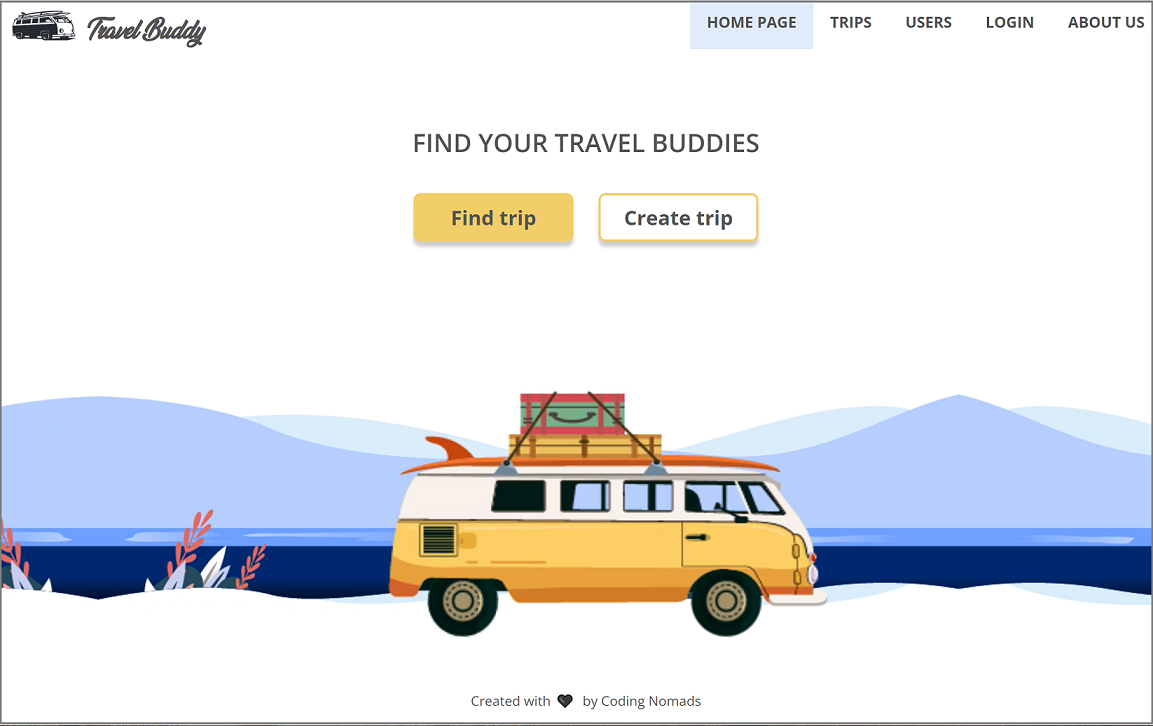 Travel Buddy
HOME PAGE TRIPS USERS LOGIN ABOUT US
FIND YOUR TRAVEL BUDDIES
Find trip
Create trip
Created with by Coding Nomads